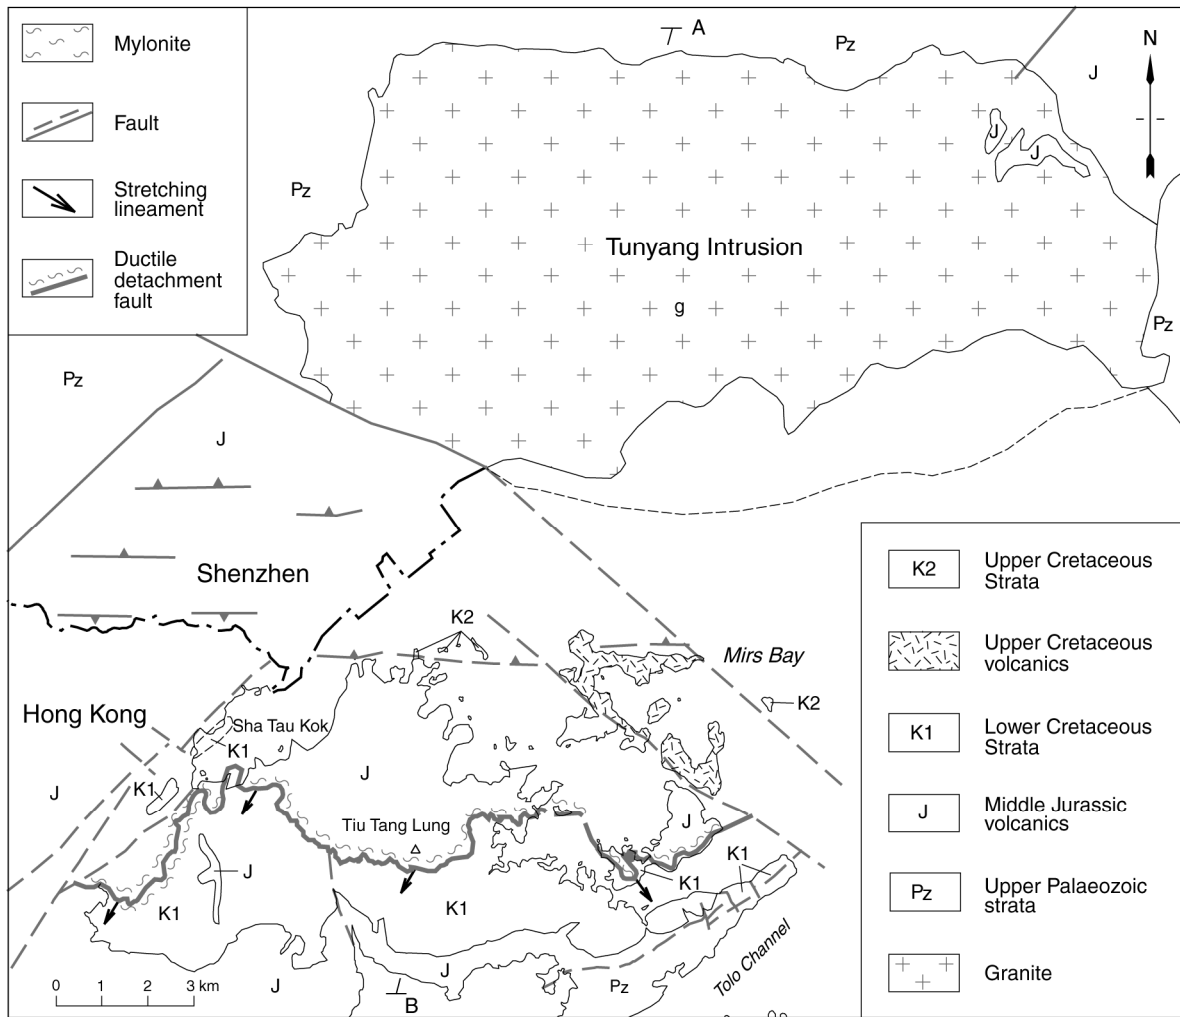 Mylonite
Fault
Stretching
lineament
Ductile
detachment
fault
A
Pz
J
N
J
J
Pz
Tunyang Intrusion
g
Pz
Pz
J
Shenzhen
K2
Mirs Bay
K2
Hong Kong
Sha Tau Kok
K1
J
K1
J
Tiu Tang Lung
J
J
K1
K1
K1
K1
J
J
Pz
Tolo Channel
B
0 1 2 3 km
K2
Upper Cretaceous
Strata
Upper Cretaceous
volcanics
K1
Lower Cretaceous
Strata
J
Middle Jurassic
volcanics
Pz
Upper Palaeozoic
strata
Granite